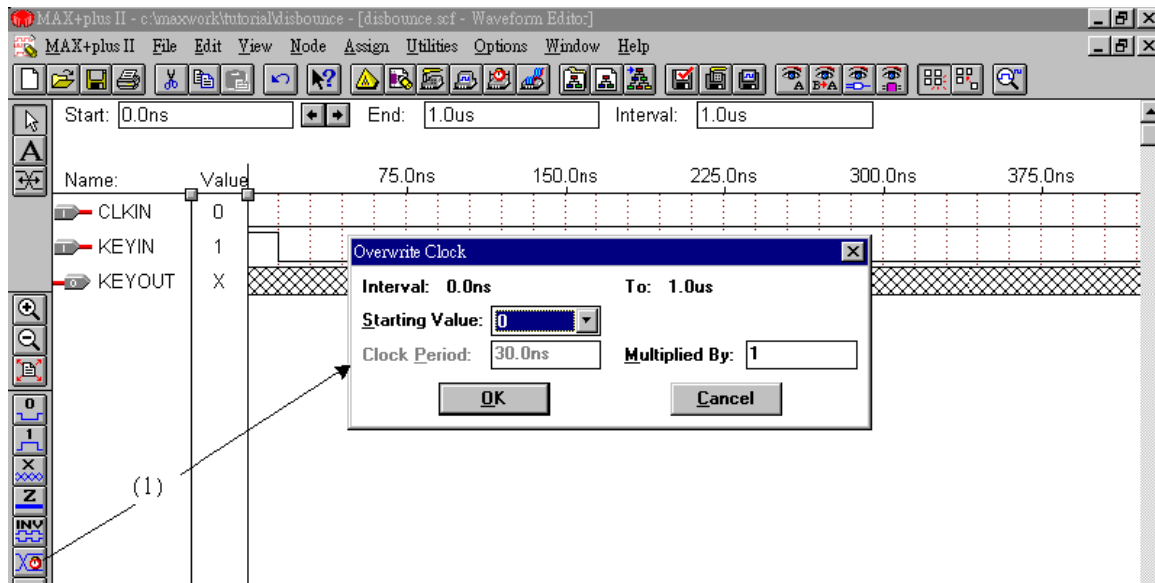 MAX+plus II - c:\maxwork\tutorial\disbounce - [disbounce.scf - Waveform Editor]
MAX+plus II File Edit View Node Assign Utilities Options Window Help
Start: 0.0ns End: 1.0us Interval: 1.0us
A
Name: Value 75.0ns 150.0ns 225.0ns 300.0ns 375.0ns
CLKIN 0
KEYIN 1
KEYOUT X
Overwrite Clock
Interval: 0.0ns To: 1.0us
Starting Value: 0
Clock Period: 30.0ns Multiplied By: 1
OK Cancel
0
1
X
Z
INV
(1)